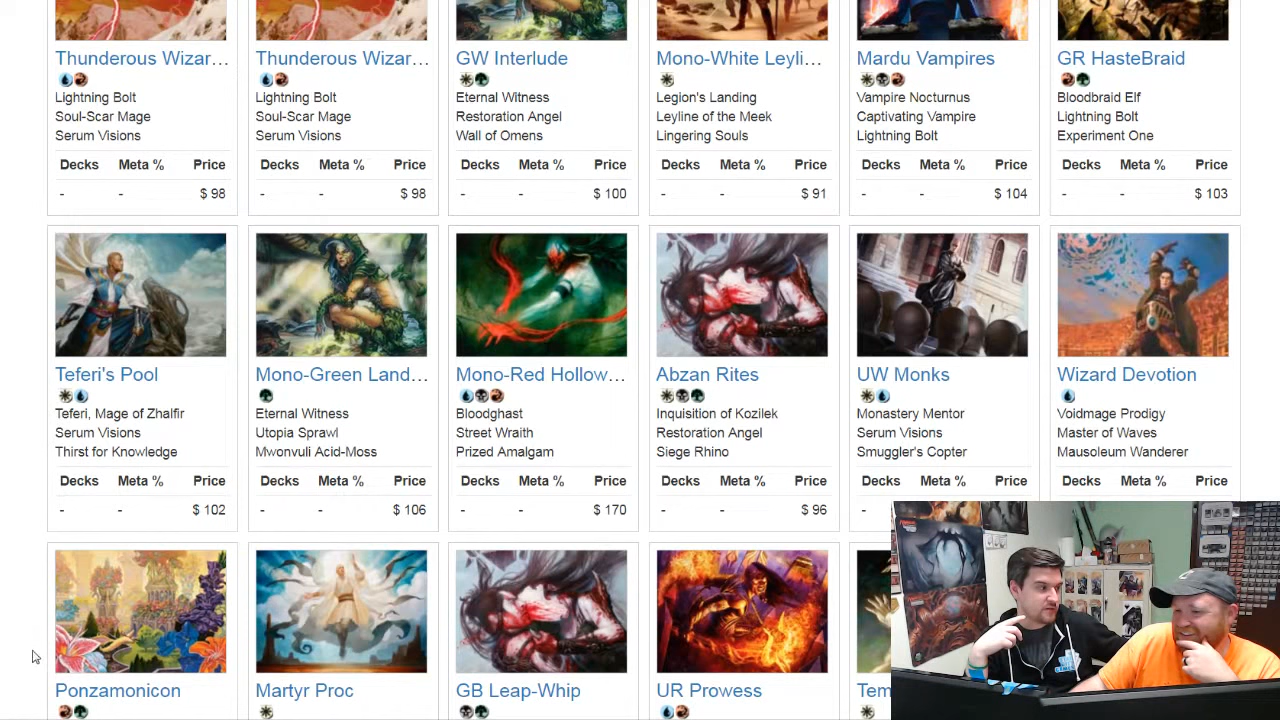 Thunderous Wizar... Thunderous Wizar... GW Interlude Mono-White Leyli... Mardu Vampires GR HasteBraid
Lightning Bolt Lightning Bolt Eternal Witness Legion's Landing Vampire Nocturnus Bloodbraid Elf
Soul-Scar Mage Soul-Scar Mage Restoration Angel Leyline of the Meek Captivating Vampire Lightning Bolt
Serum Visions Serum Visions Wall of Omens Lingering Souls Lightning Bolt Experiment One
Decks Meta % Price Decks Meta % Price Decks Meta % Price Decks Meta % Price Decks Meta % Price Decks Meta % Price
- - $ 98 - - $ 98 - - $ 100 - - $ 91 - - $ 104 - - $ 103
Teferi's Pool Mono-Green Land... Mono-Red Hollow... Abzan Rites UW Monks Wizard Devotion
Teferi, Mage of Zhalfir Eternal Witness Bloodghast Inquisition of Kozilek Monastery Mentor Voidmage Prodigy
Serum Visions Utopia Sprawl Street Wraith Restoration Angel Serum Visions Master of Waves
Thirst for Knowledge Mwonvuli Acid-Moss Prized Amalgam Siege Rhino Smuggler's Copter Mausoleum Wanderer
Decks Meta % Price Decks Meta % Price Decks Meta % Price Decks Meta % Price Decks Meta % Price Decks Meta % Price
- - $ 102 - - $ 106 - - $ 170 - - $ 96 -
Ponzamonicon Martyr Proc GB Leap-Whip UR Prowess Tem